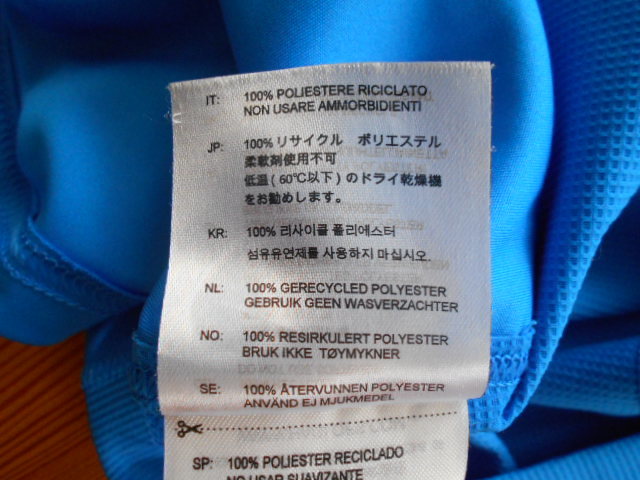 IT: 100% POLIESTERE RICICLATO
NON USARE AMMORBIDIENTI
JP: 100% リサイクル ポリエステル
柔軟剤使用不可
低温(60℃以下)のドライ乾燥機
をお勧めします。
KR: 100% 리사이클 폴리에스터
섬유유연제를 사용하지 마십시오.
NL: 100% GERECYCLED POLYESTER
GEBRUIK GEEN WASVERZACHTER
NO: 100% RESIRKULERT POLYESTER
BRUK IKKE TØYMYKNER
SE: 100% ÅTERVUNNEN POLYESTER
ANVÄND EJ MJUKMEDEL
SP: 100% POLIESTER RECICLADO
NO USAR SUAVIZANTE